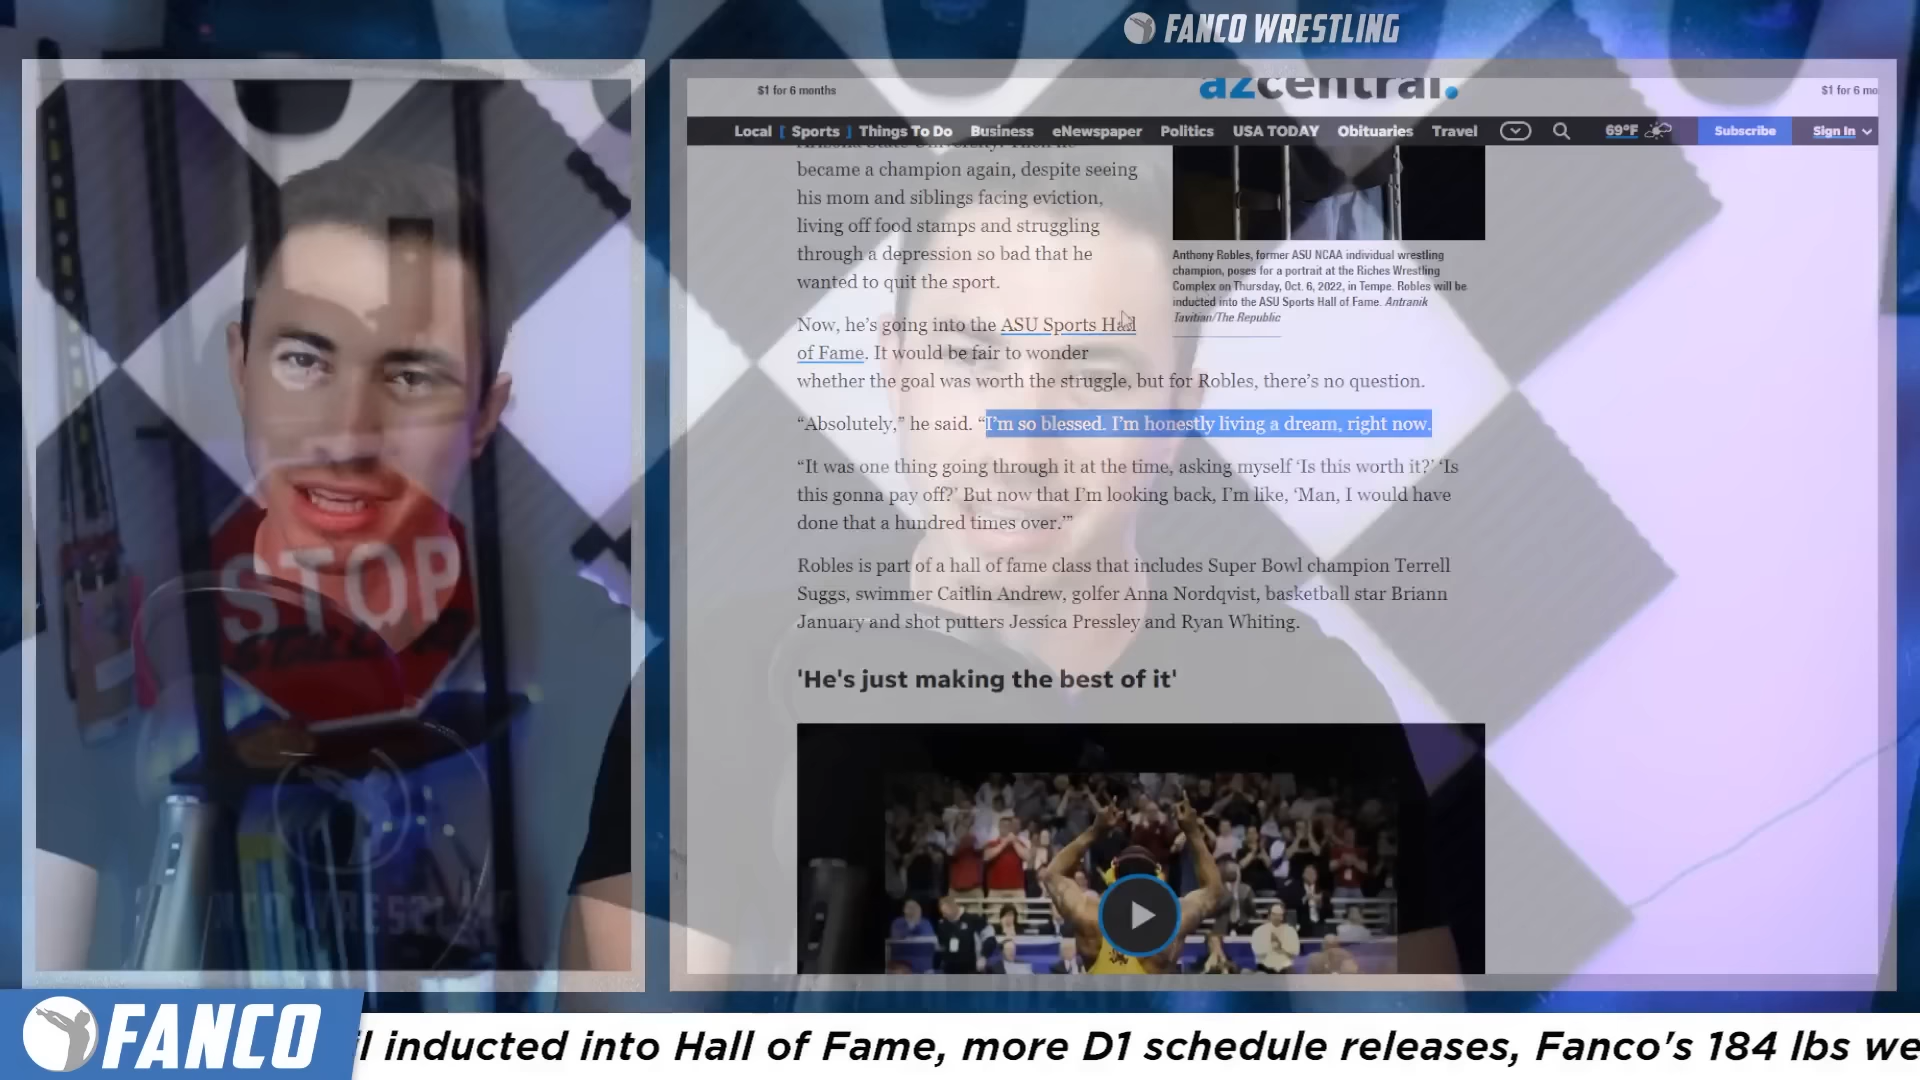 FANCO WRESTLING
$1 for 6 months
azcentral.
$1 for 6 mo
Local [ Sports ] Things To Do Business eNewspaper Politics USA TODAY Obituaries Travel
69°F
Subscribe
Sign In
Arizona State University. Then he
became a champion again, despite seeing
his mom and siblings facing eviction,
living off food stamps and struggling
through a depression so bad that he
wanted to quit the sport.
Anthony Robles, former ASU NCAA individual wrestling
champion, poses for a portrait at the Riches Wrestling
Complex on Thursday, Oct. 6, 2022, in Tempe. Robles will be
inducted into the ASU Sports Hall of Fame. Antranik
Tavitian/The Republic
Now, he’s going into the ASU Sports Hall
of Fame. It would be fair to wonder
whether the goal was worth the struggle, but for Robles, there’s no question.
“Absolutely,” he said. “I’m so blessed. I’m honestly living a dream, right now.
“It was one thing going through it at the time, asking myself ‘Is this worth it?’ ‘Is
this gonna pay off?’ But now that I’m looking back, I’m like, ‘Man, I would have
done that a hundred times over.’”
Robles is part of a hall of fame class that includes Super Bowl champion Terrell
Suggs, swimmer Caitlin Andrew, golfer Anna Nordqvist, basketball star Briann
January and shot putters Jessica Pressley and Ryan Whiting.
'He's just making the best of it'
STOP
FANCO
inducted into Hall of Fame, more D1 schedule releases, Fanco's 184 lbs we